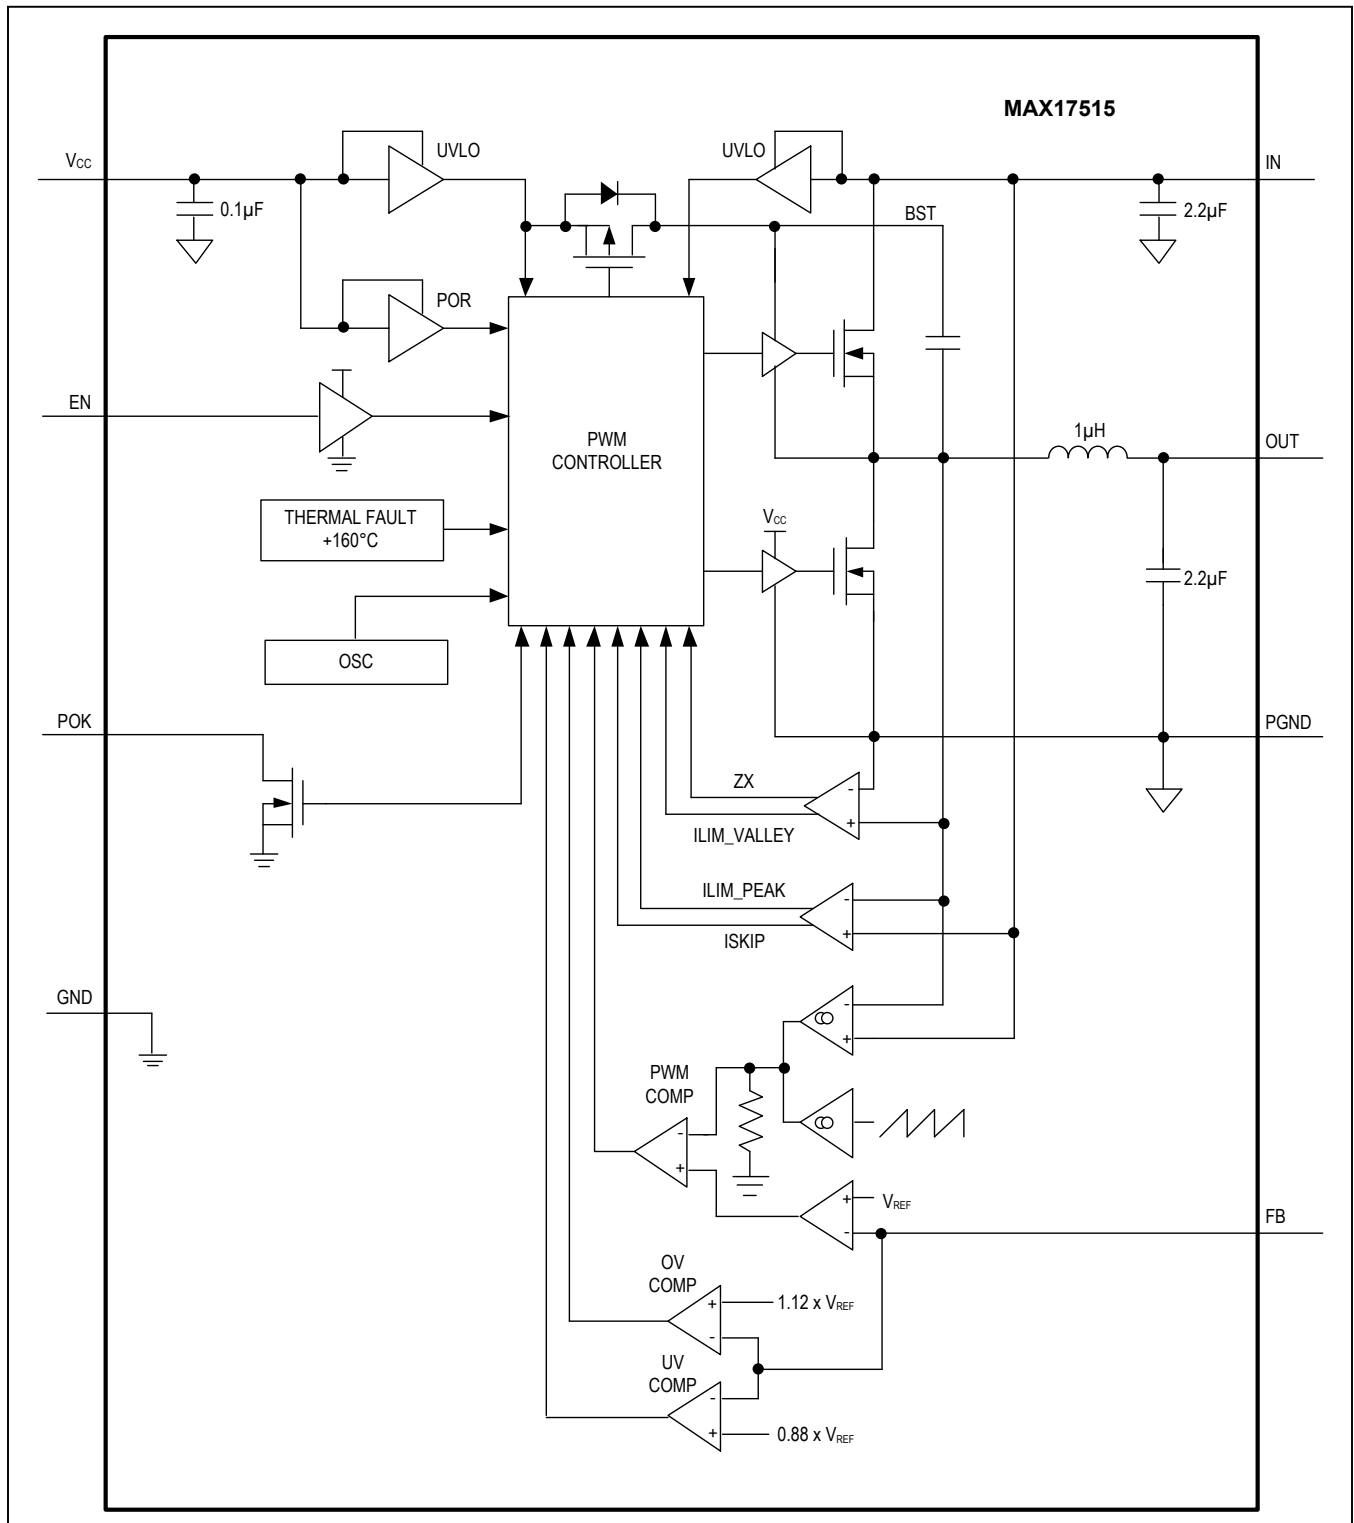 MAX17515
VCC
UVLO
UVLO
IN
0.1µF
BST
2.2µF
POR
EN
PWM
CONTROLLER
1µH
OUT
THERMAL FAULT
+160°C
VCC
2.2µF
OSC
POK
PGND
ZX
-
+
ILIM_VALLEY
ILIM_PEAK
-
+
ISKIP
GND
-
+
PWM
COMP
-
+
+
VREF
-
FB
OV
COMP
+
1.12 x VREF
-
UV
COMP
-
+
0.88 x VREF